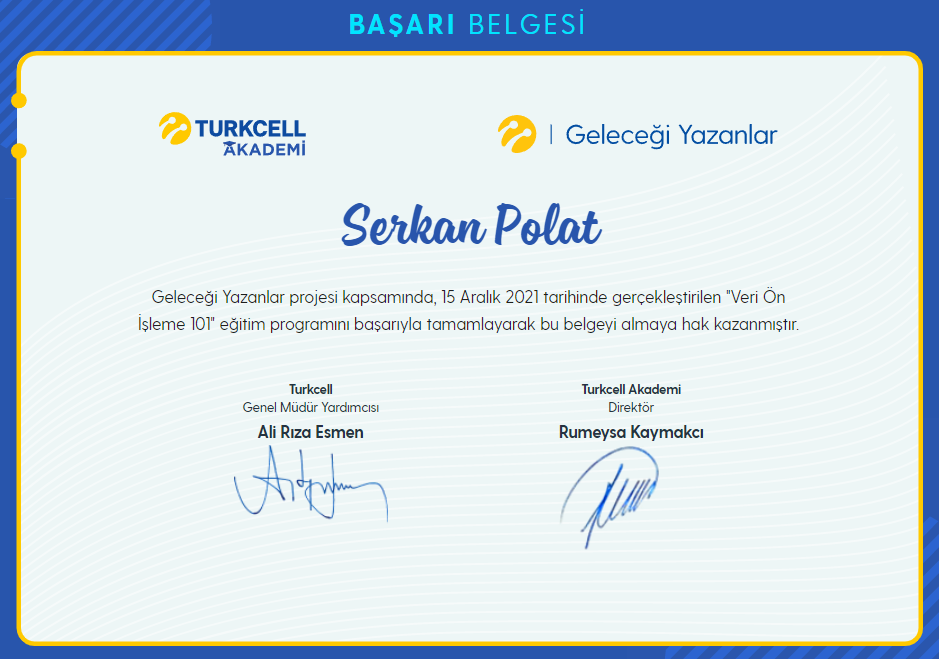 BAŞARI BELGESİ
TURKCELL
AKADEMİ
Geleceği Yazanlar
Serkan Polat
Geleceği Yazanlar projesi kapsamında, 15 Aralık 2021 tarihinde gerçekleştirilen "Veri Ön
İşleme 101" eğitim programını başarıyla tamamlayarak bu belgeyi almaya hak kazanmıştır.
Turkcell
Genel Müdür Yardımcısı
Ali Rıza Esmen
Turkcell Akademi
Direktör
Rumeysa Kaymakcı